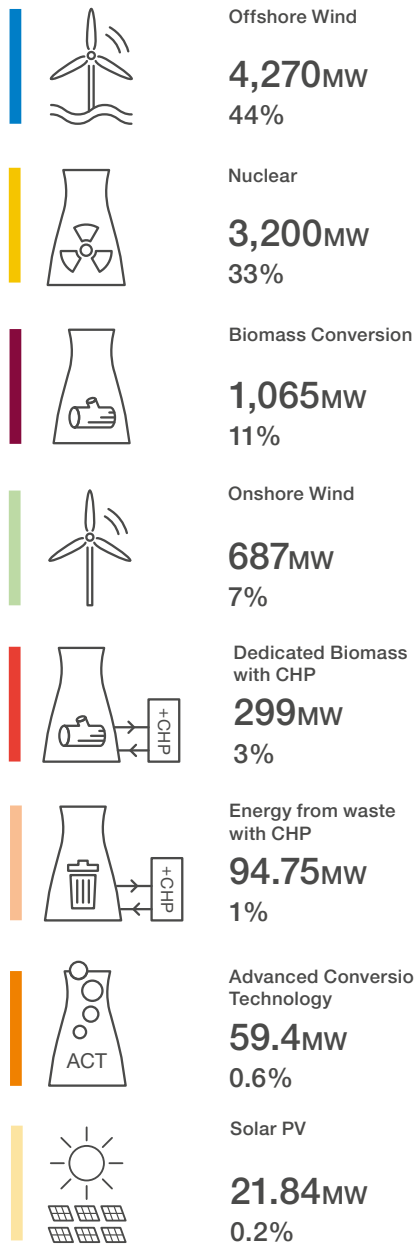 Offshore Wind
4,270MW
44%
Nuclear
3,200MW
33%
Biomass Conversion
1,065MW
11%
Onshore Wind
687MW
7%
Dedicated Biomass
with CHP
299MW
+CHP
3%
Energy from waste
with CHP
94.75MW
+CHP
1%
Advanced Conversio
Technology
59.4MW
ACT
0.6%
Solar PV
21.84MW
0.2%